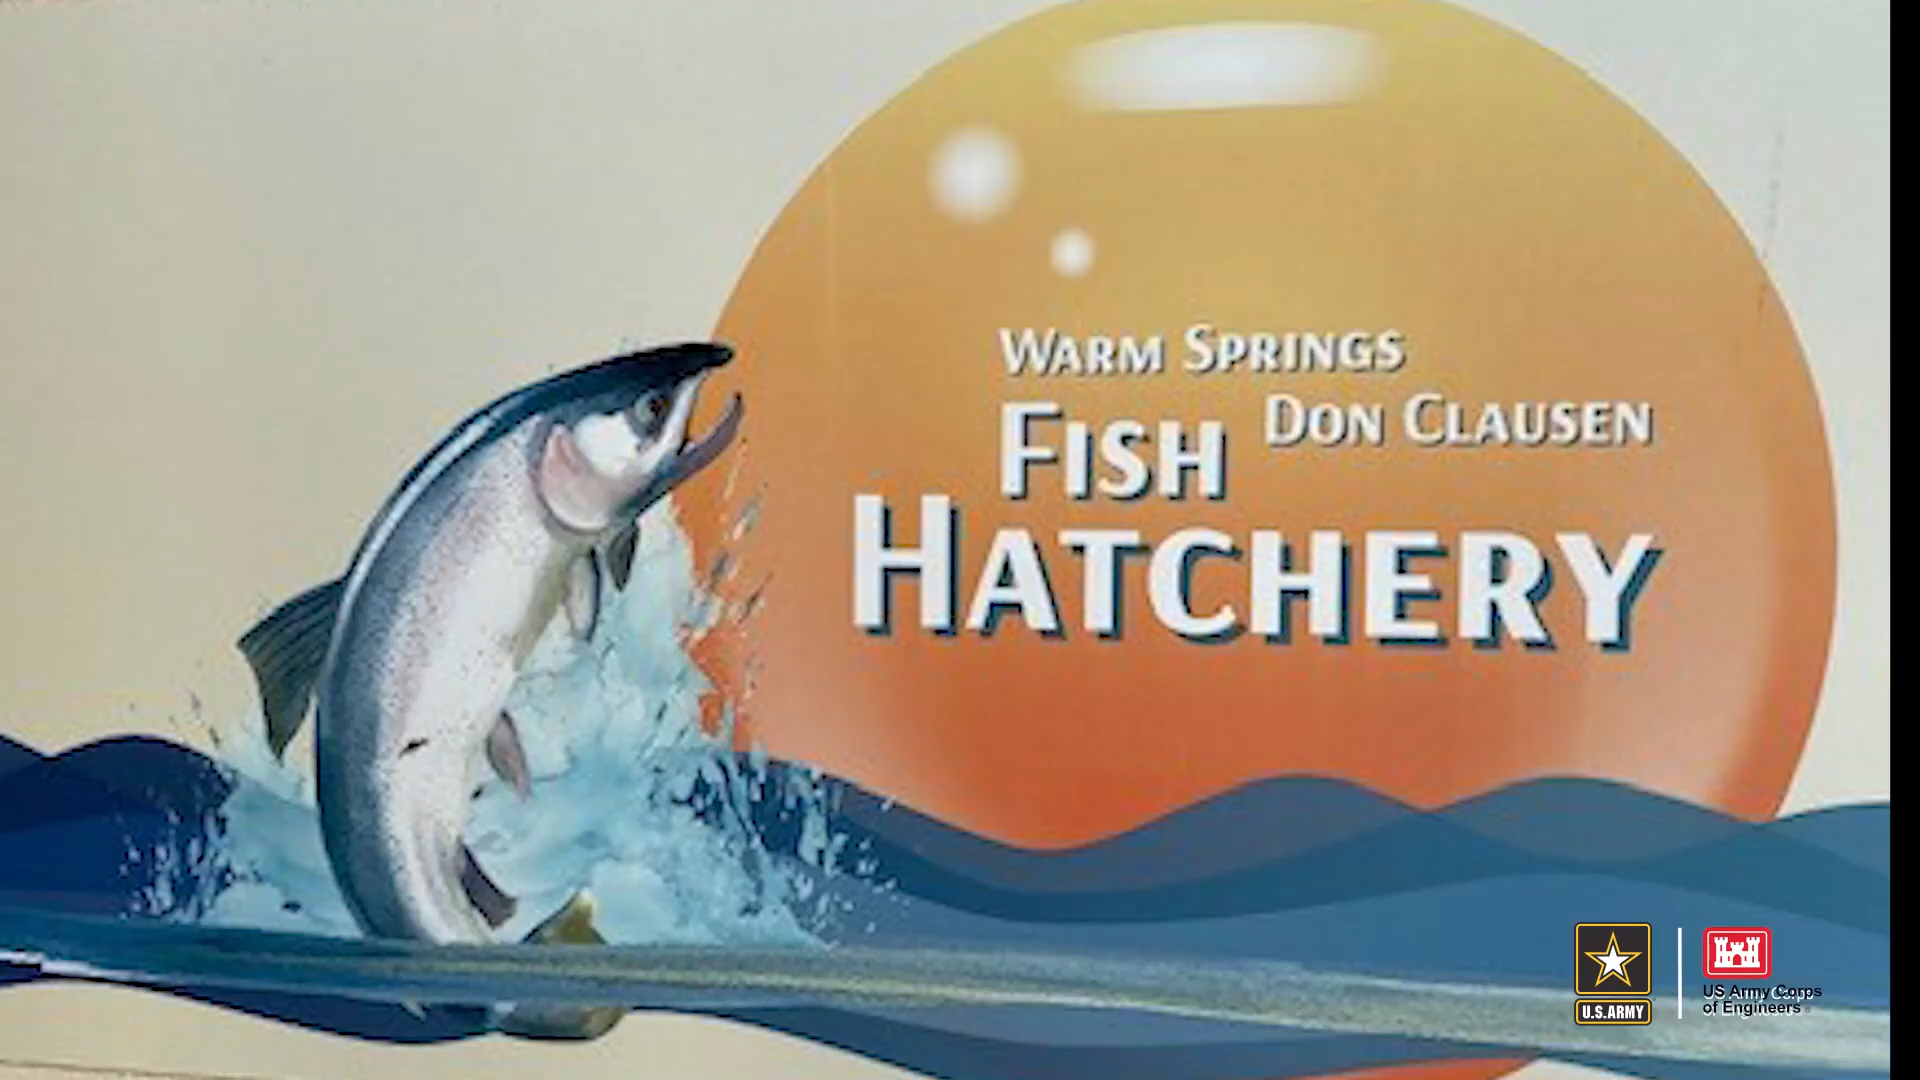 WARM SPRINGS
DON CLAUSEN
FISH
HATCHERY
U.S.ARMY
US Army Corps
of Engineers